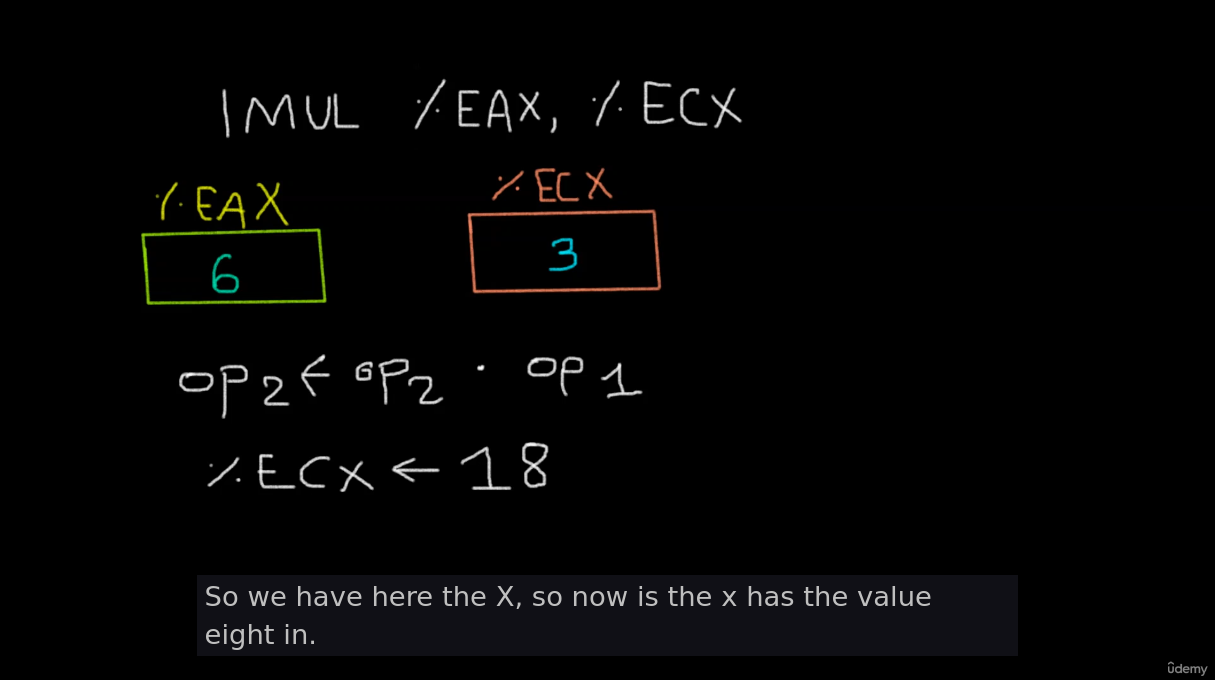 IMUL %EAX, %ECX
%EAX %ECX
6 3
OP2 ← OP2 · OP1
%ECX ← 18
So we have here the X, so now is the x has the value
eight in.
ûdemy